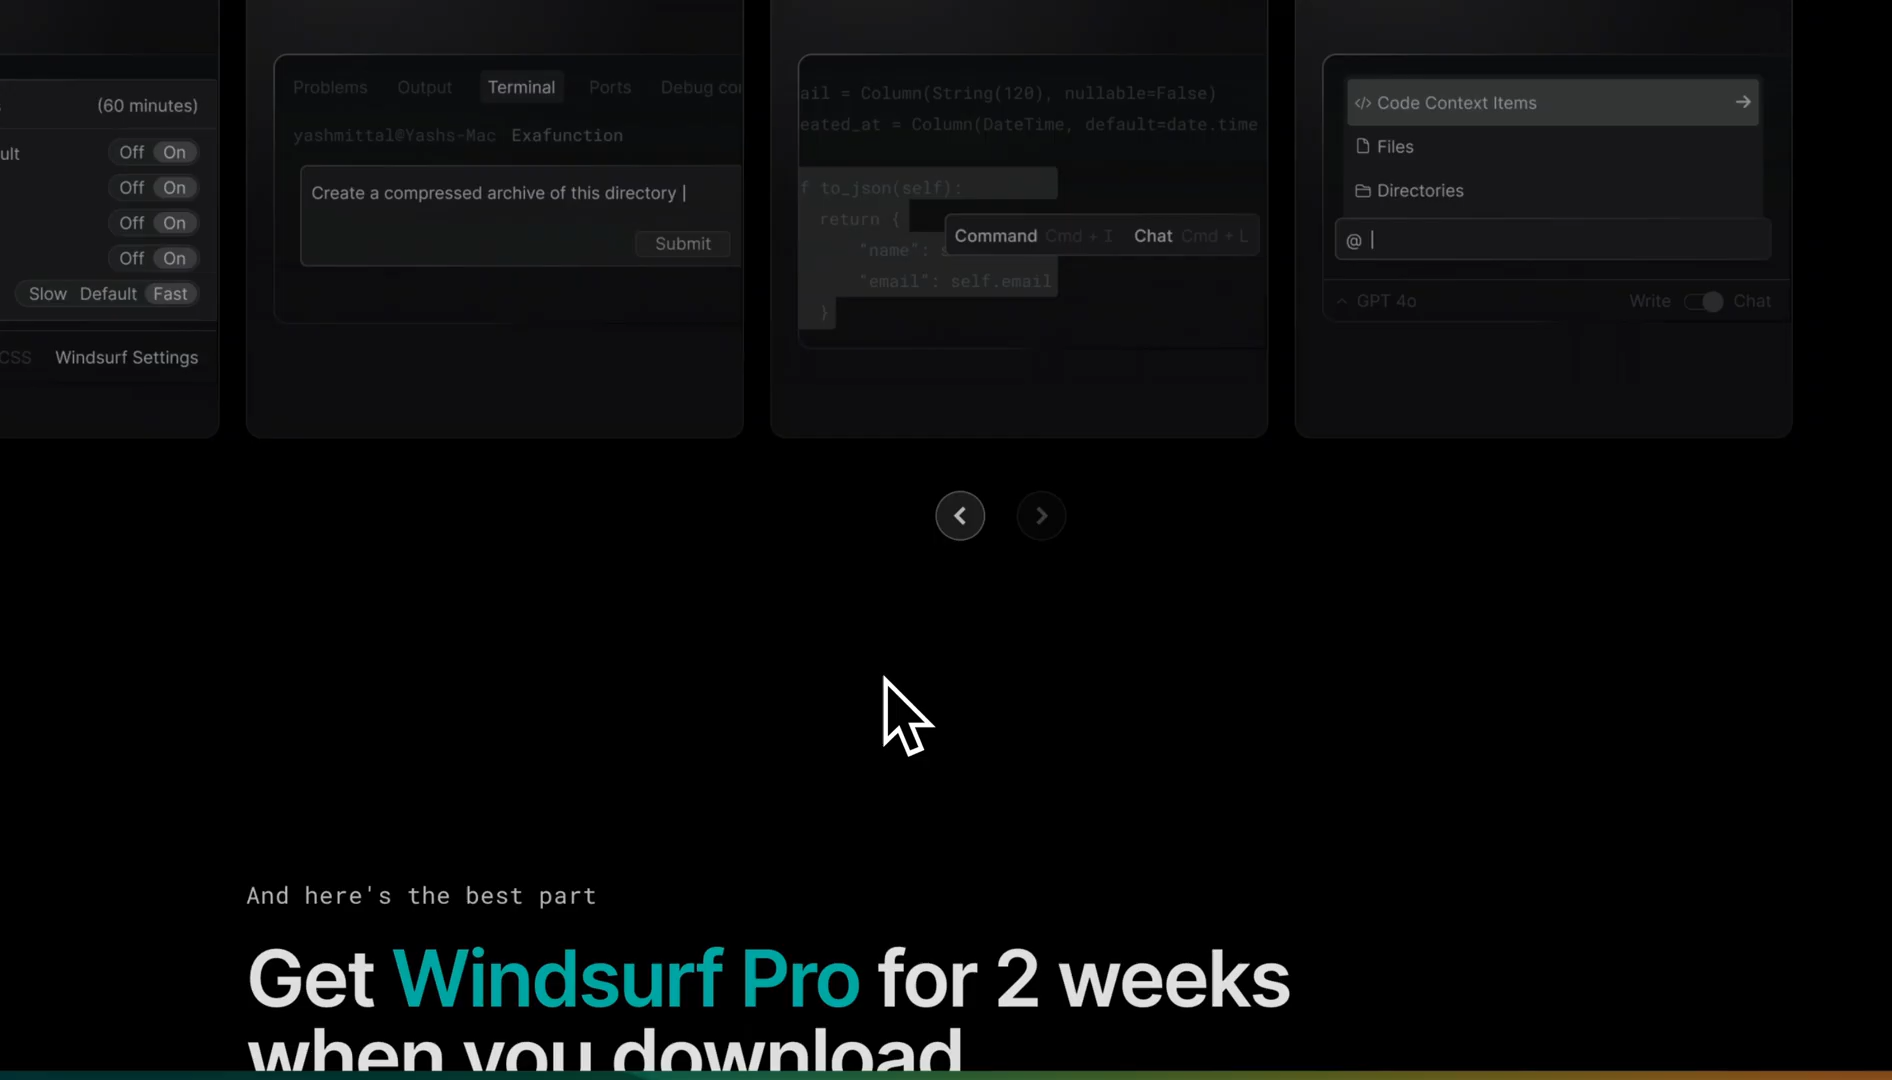 (60 minutes)
ult Off On
Off On
Off On
Off On
Slow Default Fast
CSS Windsurf Settings
Problems Output Terminal Ports Debug con
yashmittal@Yashs-Mac Exafunction
Create a compressed archive of this directory |
Submit
ail = Column(String(120), nullable=False)
eated_at = Column(DateTime, default=date.time
f to_json(self):
return {
"name": s
Command Cmd + I Chat Cmd + L
"email": self.email
}
</> Code Context Items
Files
Directories
@ |
GPT 4o Write Chat
And here's the best part
Get Windsurf Pro for 2 weeks
when you download